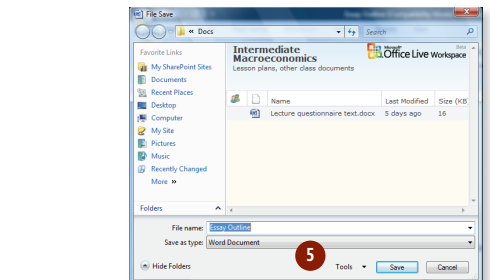 File Save
« Docs
Search
Favorite Links
My SharePoint Sites
Documents
Recent Places
Desktop
Computer
My Site
Pictures
Music
Recently Changed
More »
Folders
Intermediate
Macroeconomics
Lesson plans, other class documents
Microsoft
Office Live Workspace
Beta
Name
Last Modified
Size (KB
Lecture questionnaire text.docx 5 days ago 16
File name: Essay Outline
Save as type: Word Document
5
Hide Folders
Tools
Save
Cancel